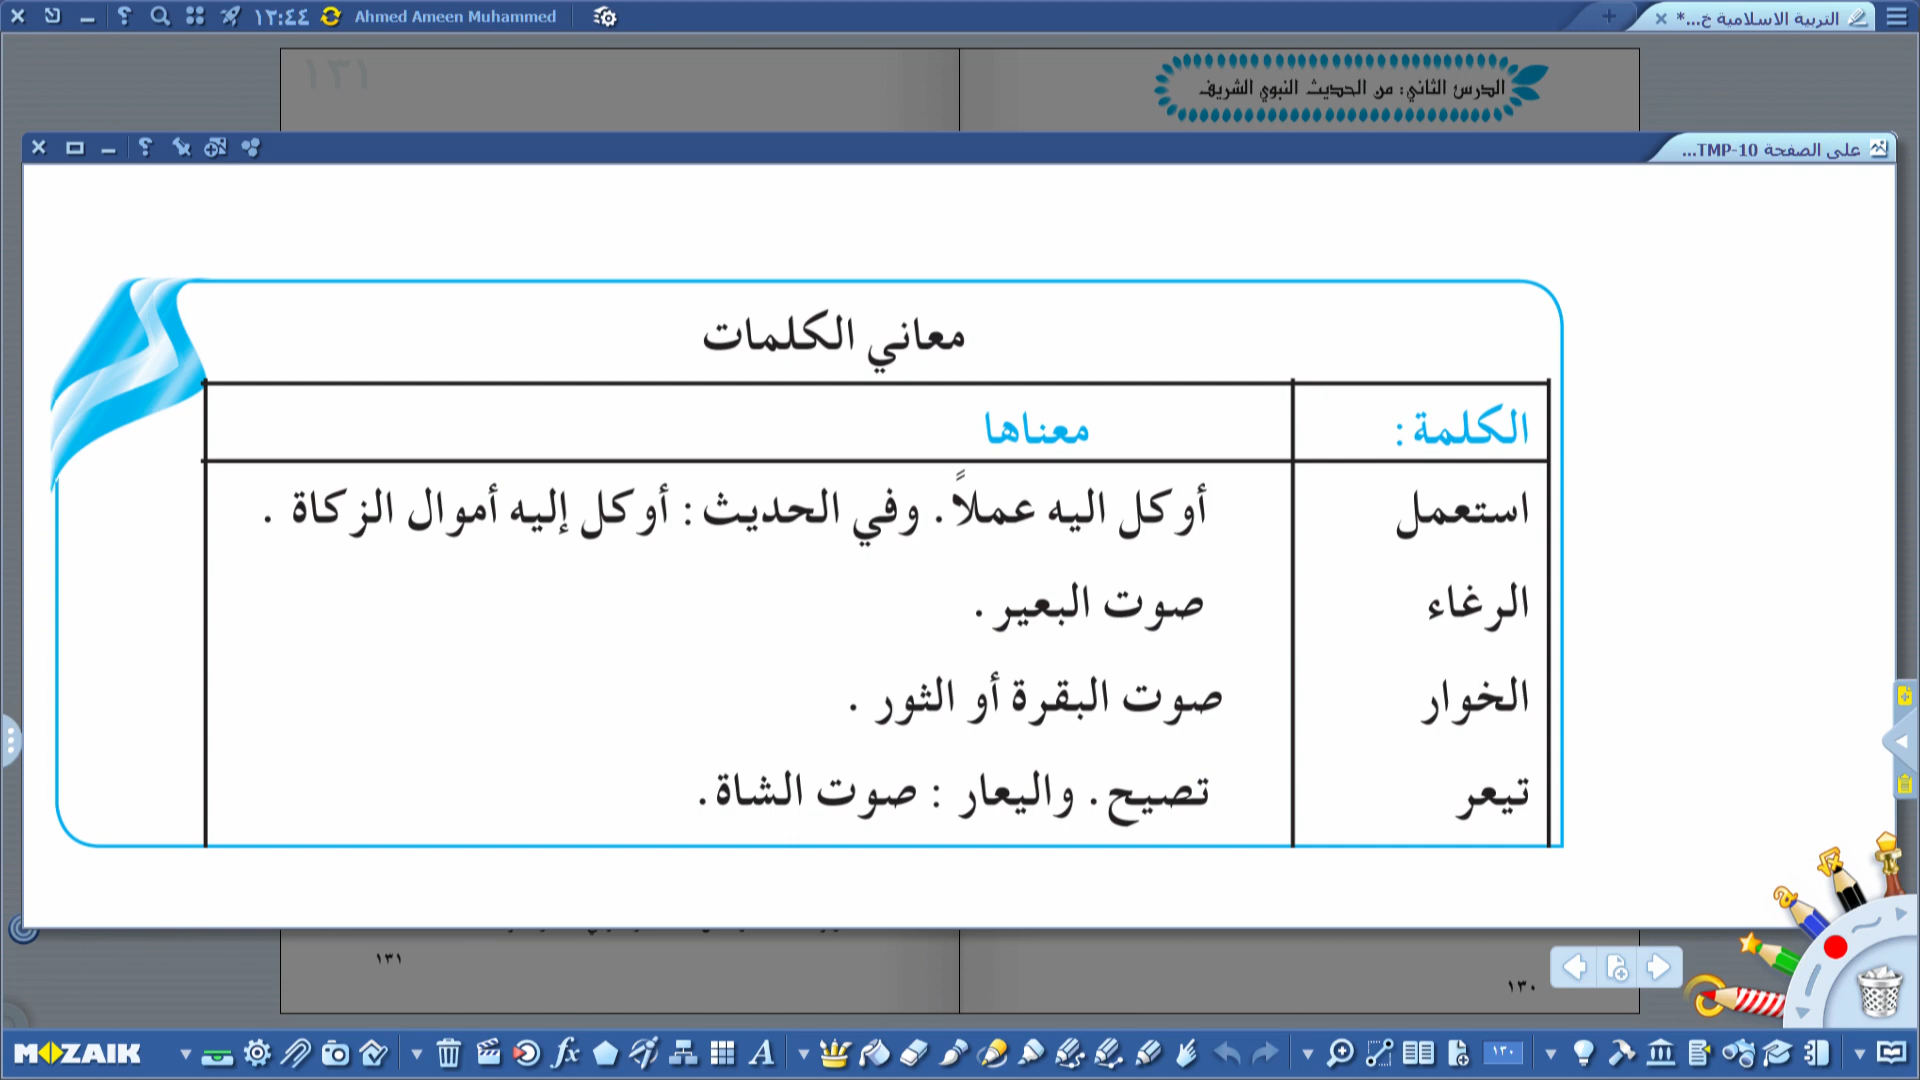 ١٢:٤٤ Ahmed Ameen Muhammed
التربية الاسلامية خ...*
١٣١
الدرس الثاني: من الحديث النبوي الشريف
على الصفحة TMP-10...
معاني الكلمات
الكلمة: معناها
استعمل أوكل اليه عملاً. وفي الحديث: أوكل إليه أموال الزكاة .
الرغاء صوت البعير .
الخوار صوت البقرة أو الثور .
تيعر تصيح. واليعار : صوت الشاة.
١٣١
١٣٠
MOZAIK
١٣٠